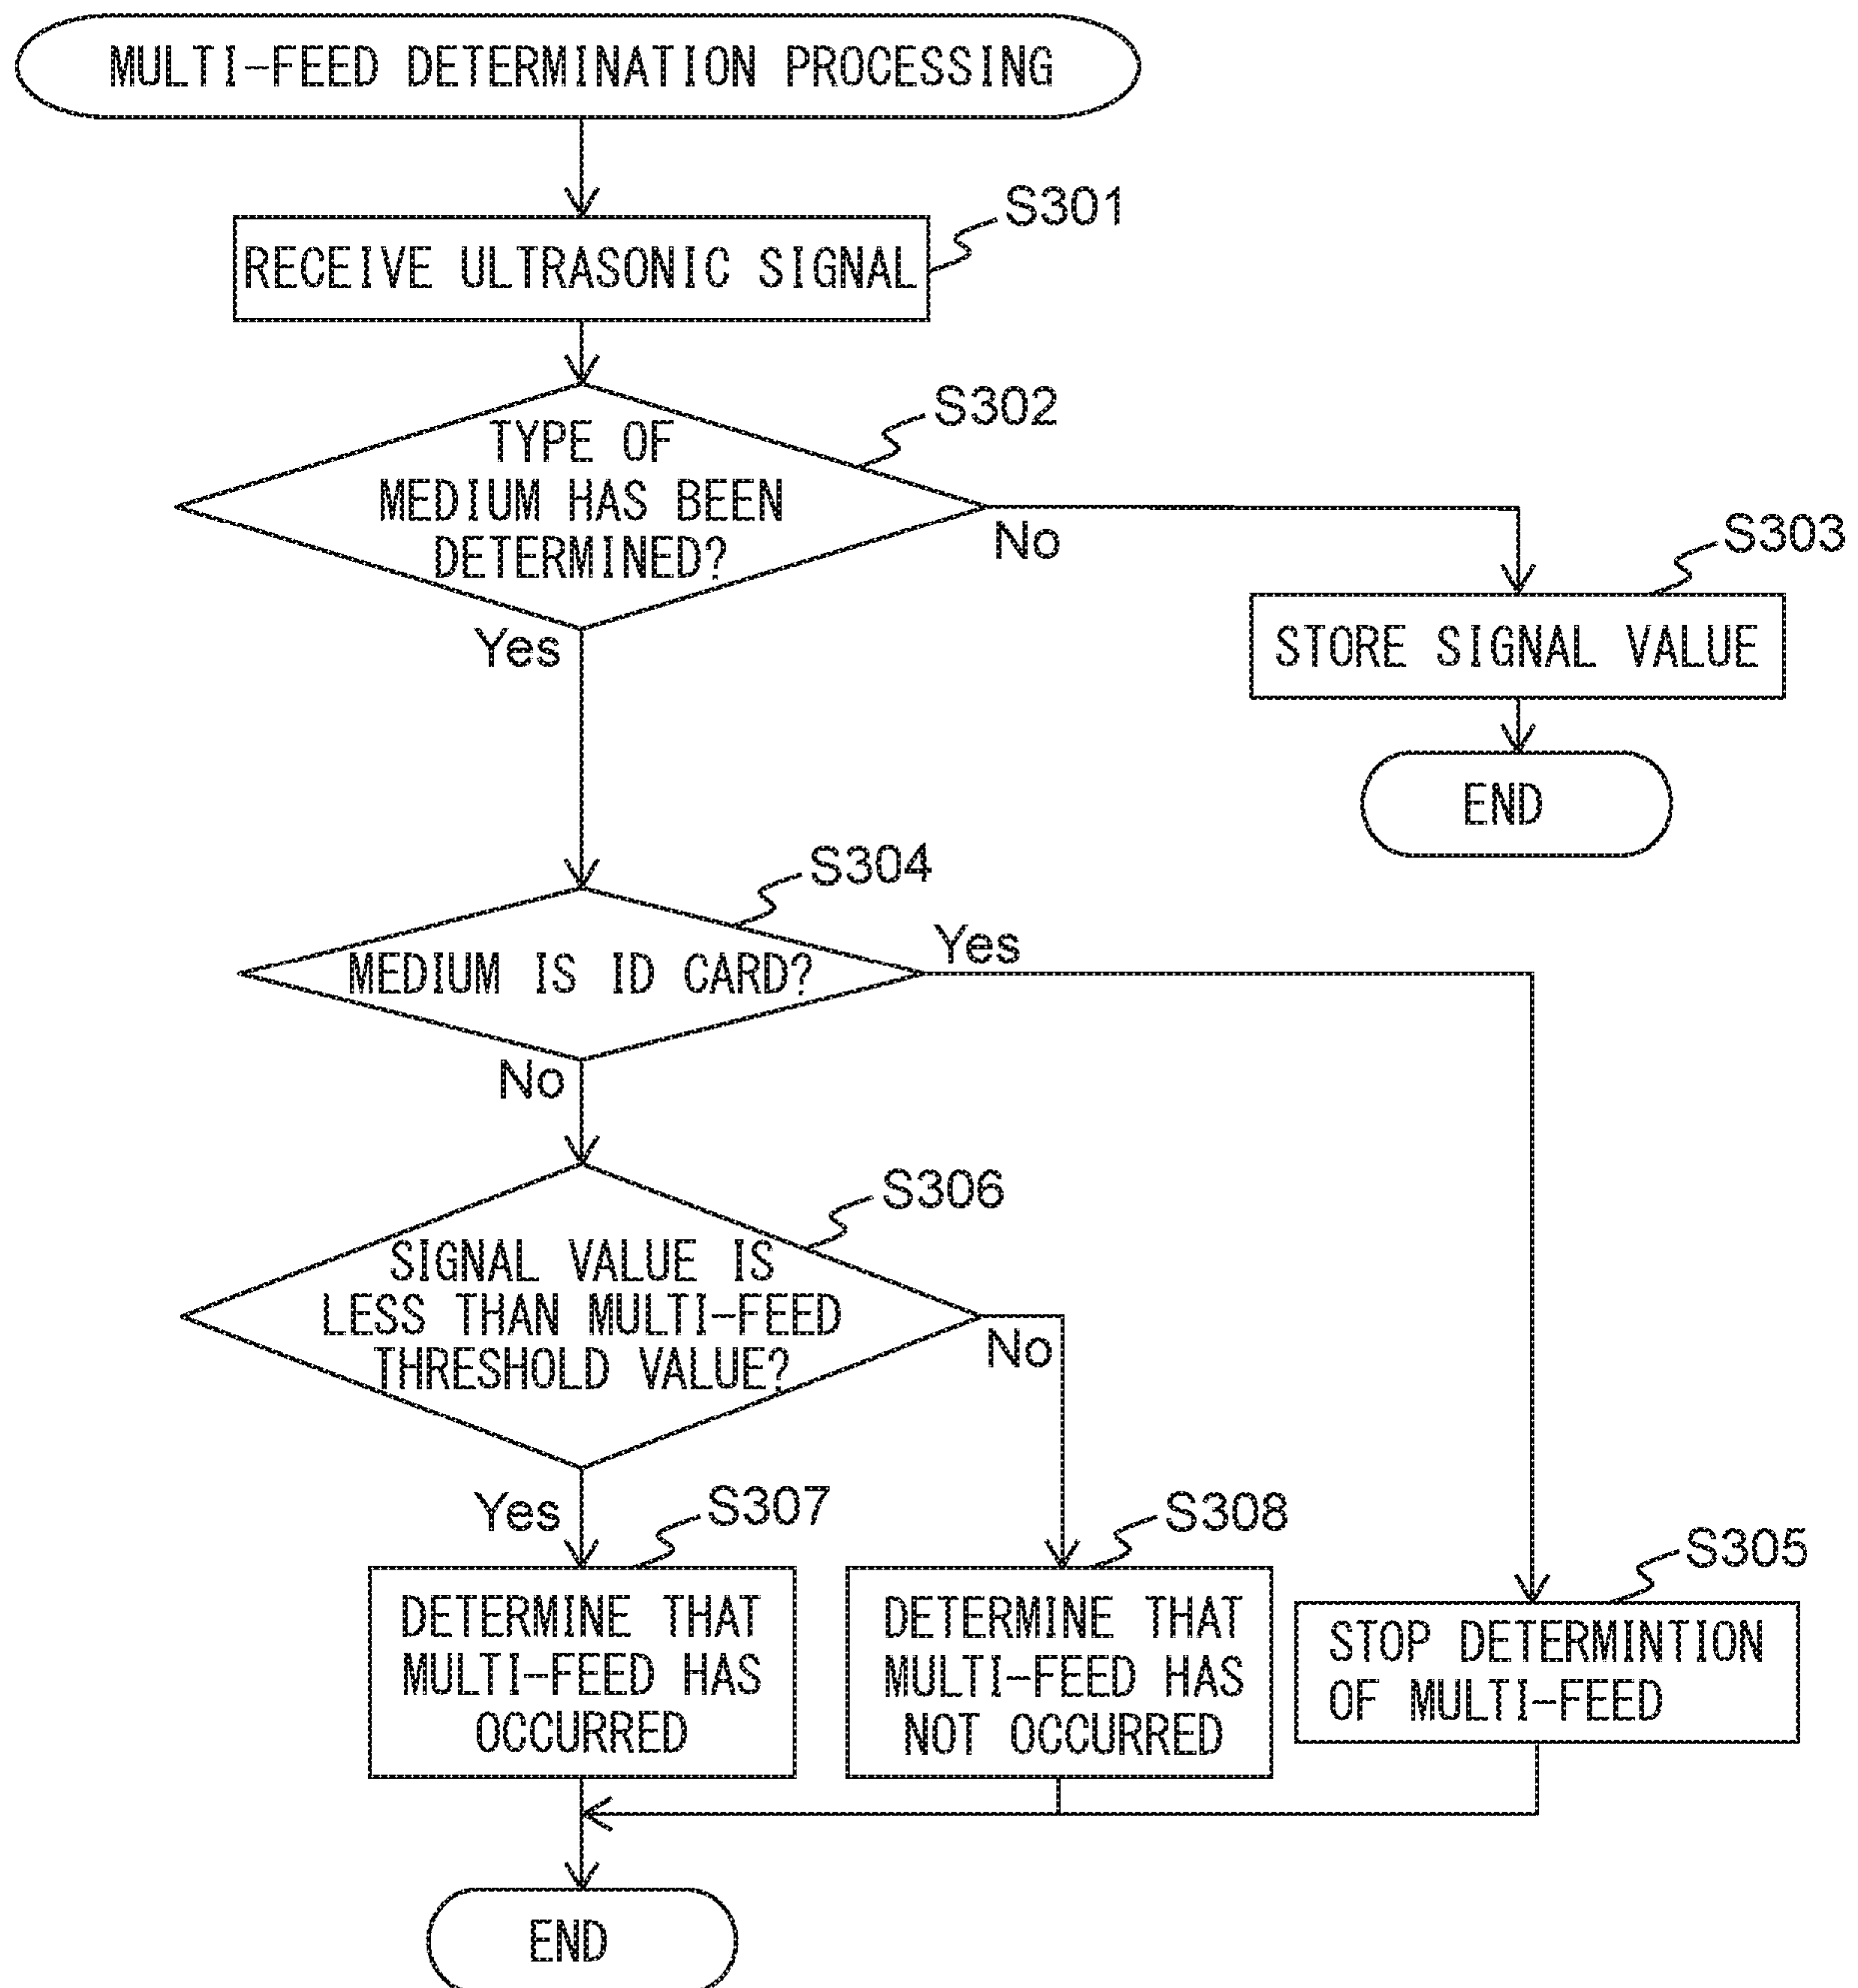 MULTI-FEED DETERMINATION PROCESSING
S301
RECEIVE ULTRASONIC SIGNAL
S302
TYPE OF
MEDIUM HAS BEEN
DETERMINED?
No
Yes
S303
STORE SIGNAL VALUE
END
S304
MEDIUM IS ID CARD?
Yes
No
S306
SIGNAL VALUE IS
LESS THAN MULTI-FEED
THRESHOLD VALUE?
No
Yes
S307
DETERMINE THAT
MULTI-FEED HAS
OCCURRED
S308
DETERMINE THAT
MULTI-FEED HAS
NOT OCCURRED
S305
STOP DETERMINTION
OF MULTI-FEED
END